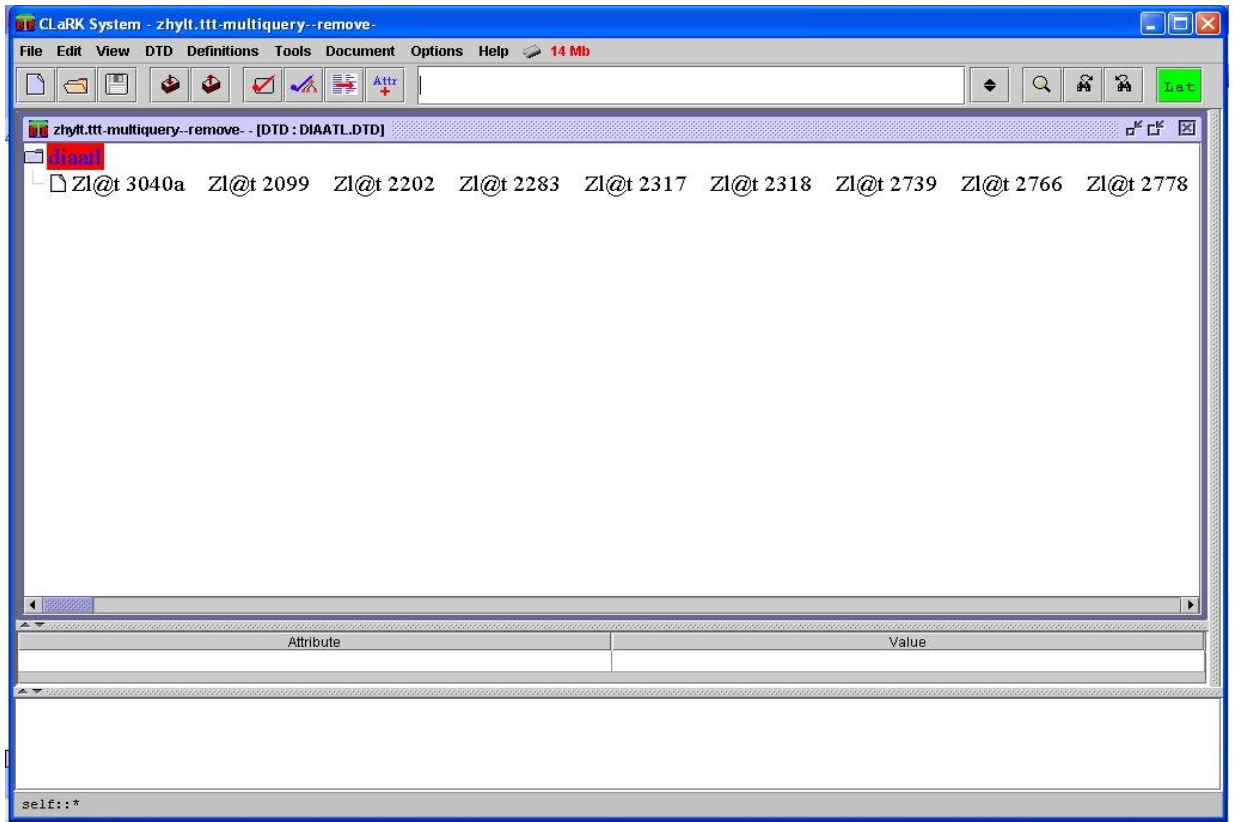 CLaRK System - zhylt.ttt-multiquery--remove-
File Edit View DTD Definitions Tools Document Options Help 14 Mb
Attr Lat
zhylt.ttt-multiquery--remove- - [DTD : DIAATL.DTD]
diaatl
Zl@t 3040a Zl@t 2099 Zl@t 2202 Zl@t 2283 Zl@t 2317 Zl@t 2318 Zl@t 2739 Zl@t 2766 Zl@t 2778
Attribute Value
self::*